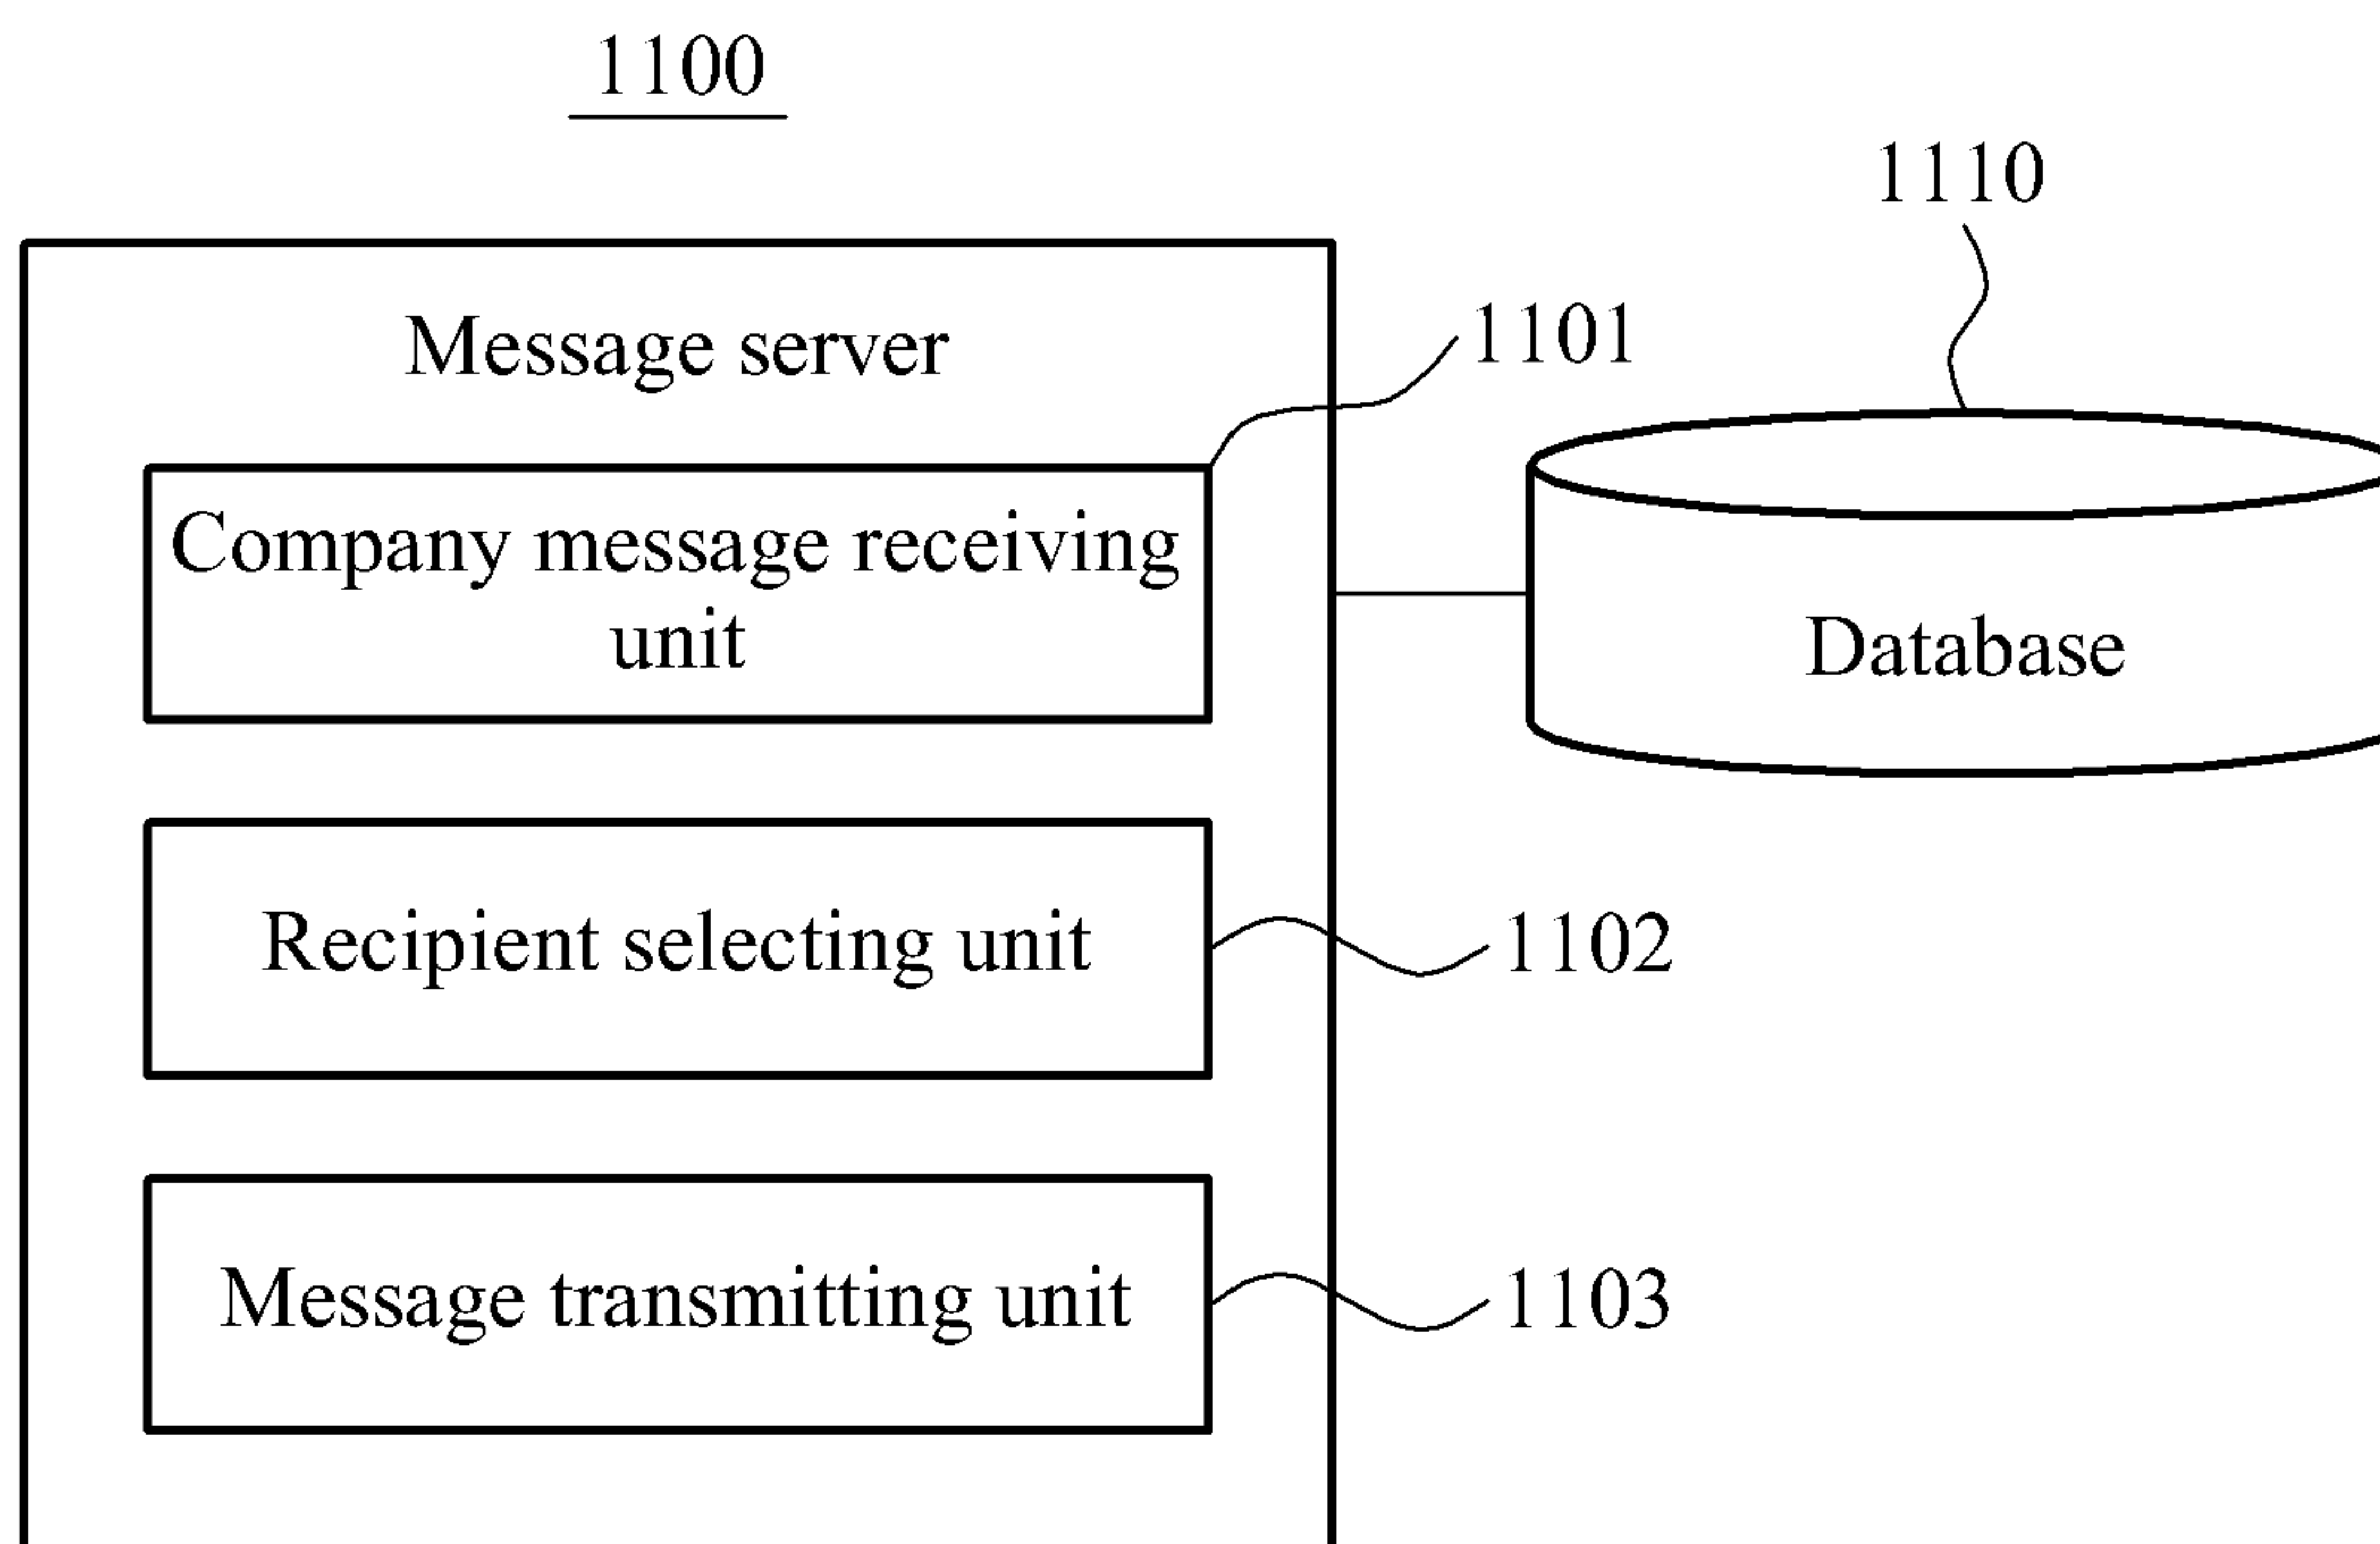 1100
1110
Message server
1101
Company message receiving
unit
Database
Recipient selecting unit
1102
Message transmitting unit
1103